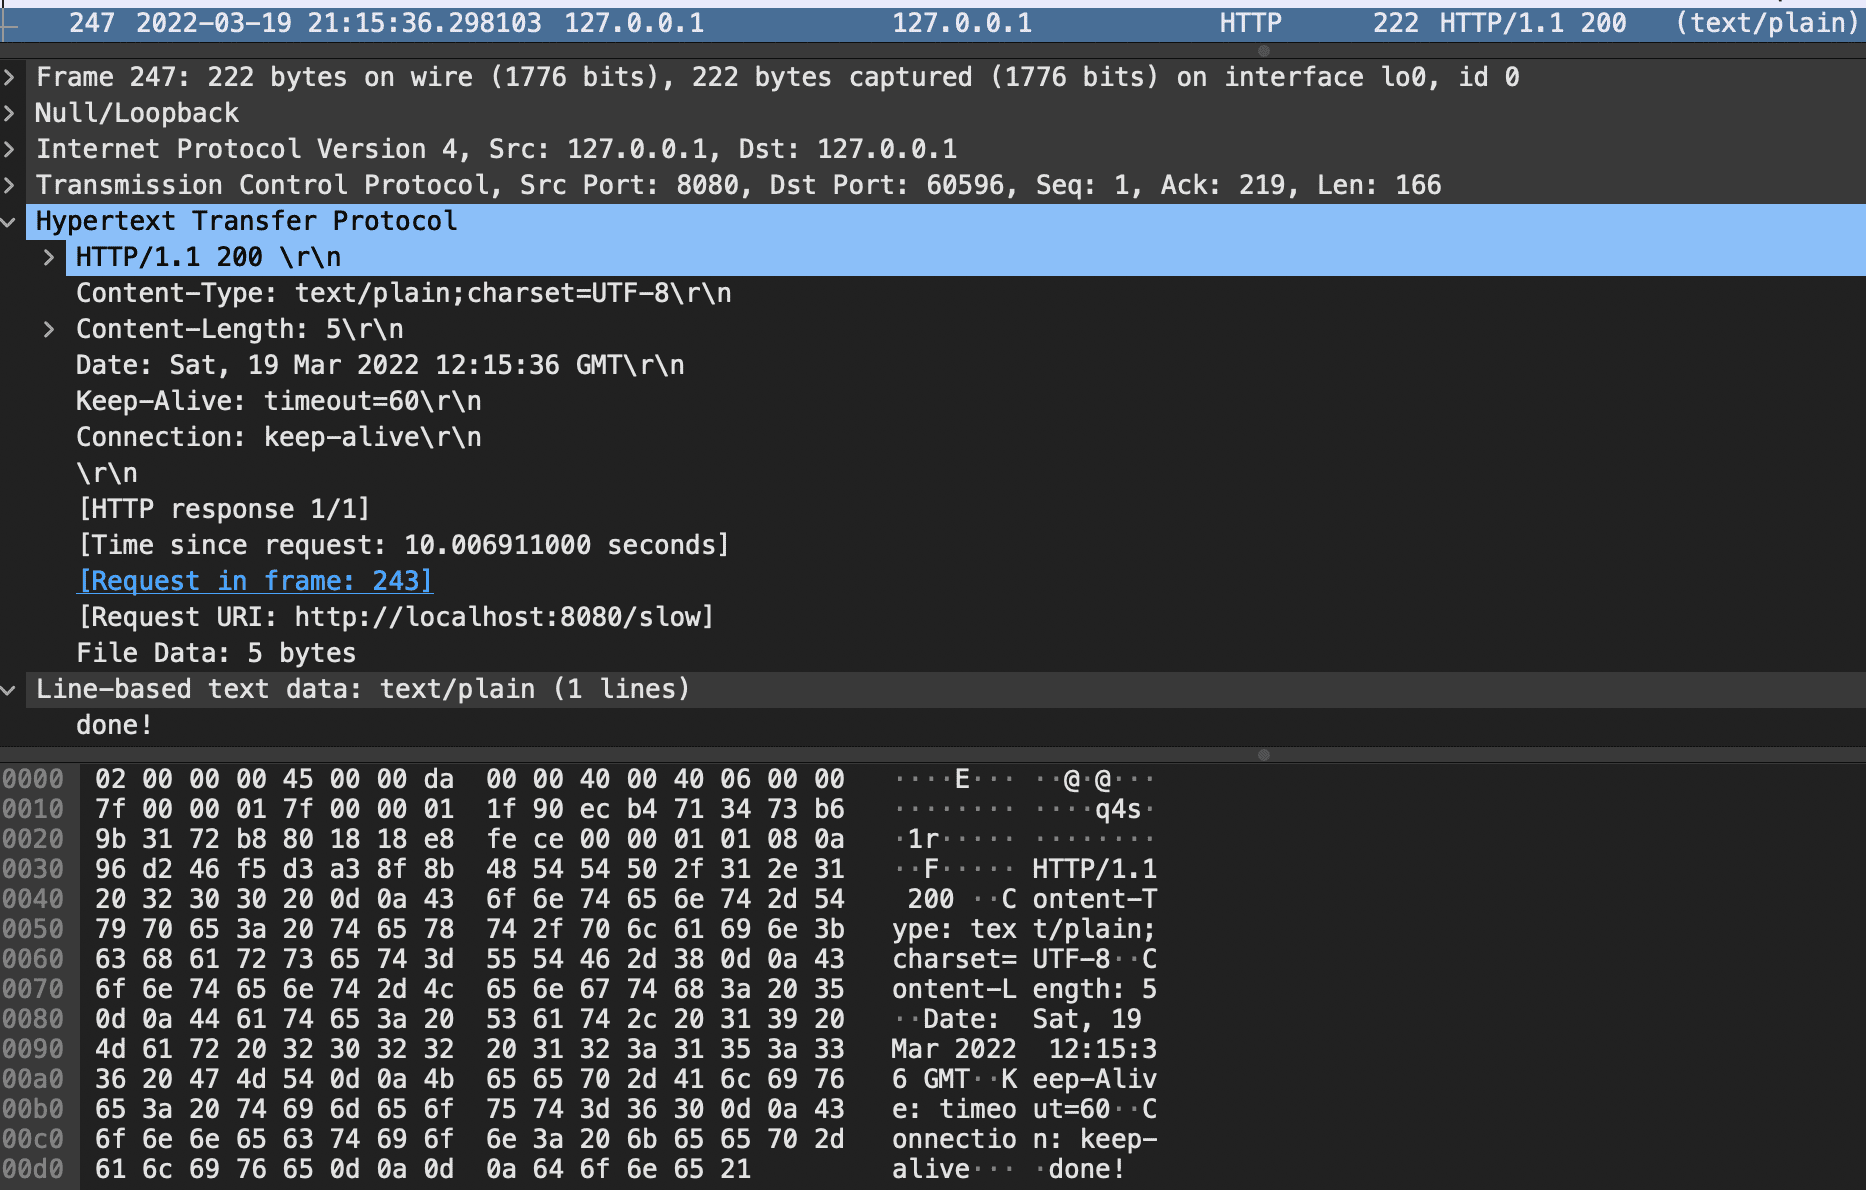 247 2022-03-19 21:15:36.298103 127.0.0.1 127.0.0.1 HTTP 222 HTTP/1.1 200 (text/plain)
Frame 247: 222 bytes on wire (1776 bits), 222 bytes captured (1776 bits) on interface lo0, id 0
Null/Loopback
Internet Protocol Version 4, Src: 127.0.0.1, Dst: 127.0.0.1
Transmission Control Protocol, Src Port: 8080, Dst Port: 60596, Seq: 1, Ack: 219, Len: 166
Hypertext Transfer Protocol
HTTP/1.1 200 \r\n
Content-Type: text/plain;charset=UTF-8\r\n
Content-Length: 5\r\n
Date: Sat, 19 Mar 2022 12:15:36 GMT\r\n
Keep-Alive: timeout=60\r\n
Connection: keep-alive\r\n
\r\n
[HTTP response 1/1]
[Time since request: 10.006911000 seconds]
[Request in frame: 243]
[Request URI: http://localhost:8080/slow]
File Data: 5 bytes
Line-based text data: text/plain (1 lines)
done!
0000 02 00 00 00 45 00 00 da 00 00 40 00 40 06 00 00 ····E··· ··@·@···
0010 7f 00 00 01 7f 00 00 01 1f 90 ec b4 71 34 73 b6 ········ ····q4s·
0020 9b 31 72 b8 80 18 18 e8 fe ce 00 00 01 01 08 0a ·1r····· ········
0030 96 d2 46 f5 d3 a3 8f 8b 48 54 54 50 2f 31 2e 31 ··F····· HTTP/1.1
0040 20 32 30 30 20 0d 0a 43 6f 6e 74 65 6e 74 2d 54 200 ··C ontent-T
0050 79 70 65 3a 20 74 65 78 74 2f 70 6c 61 69 6e 3b ype: tex t/plain;
0060 63 68 61 72 73 65 74 3d 55 54 46 2d 38 0d 0a 43 charset= UTF-8··C
0070 6f 6e 74 65 6e 74 2d 4c 65 6e 67 74 68 3a 20 35 ontent-L ength: 5
0080 0d 0a 44 61 74 65 3a 20 53 61 74 2c 20 31 39 20 ··Date: Sat, 19
0090 4d 61 72 20 32 30 32 32 20 31 32 3a 31 35 3a 33 Mar 2022 12:15:3
00a0 36 20 47 4d 54 0d 0a 4b 65 65 70 2d 41 6c 69 76 6 GMT··K eep-Aliv
00b0 65 3a 20 74 69 6d 65 6f 75 74 3d 36 30 0d 0a 43 e: timeo ut=60··C
00c0 6f 6e 6e 65 63 74 69 6f 6e 3a 20 6b 65 65 70 2d onnectio n: keep-
00d0 61 6c 69 76 65 0d 0a 0d 0a 64 6f 6e 65 21 alive··· ·done!